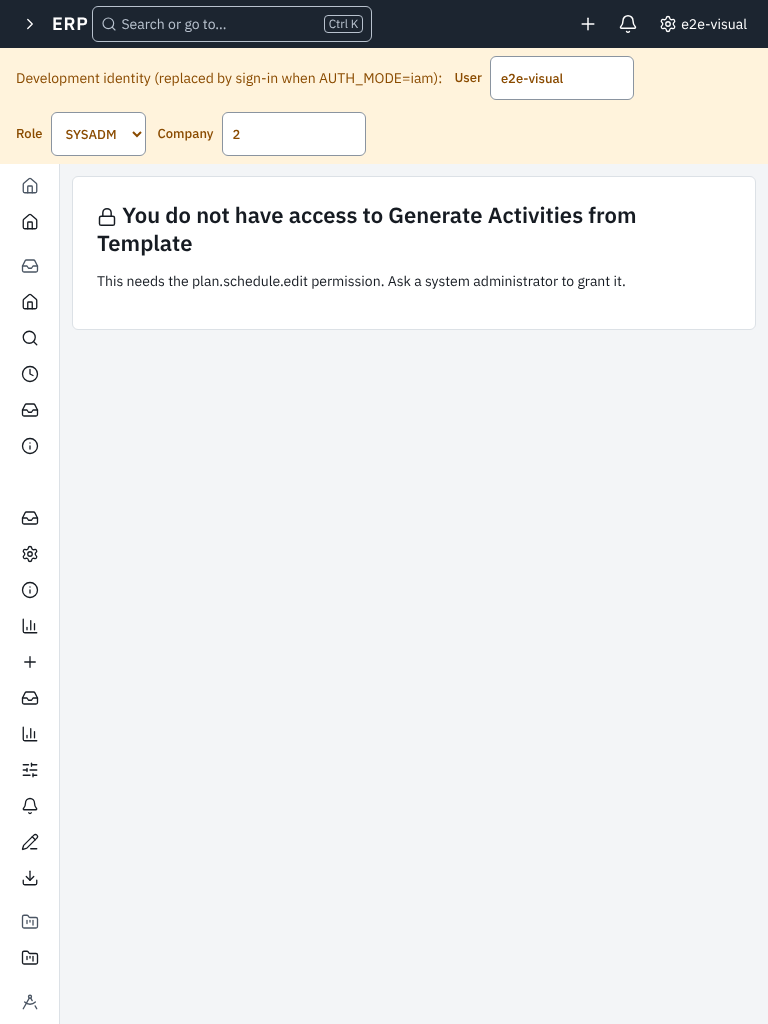 ERP
Search or go to...
Ctrl K
e2e-visual
Development identity (replaced by sign-in when AUTH_MODE=iam):
User
e2e-visual
Role
SYSADM
Company
2
You do not have access to Generate Activities from
Template
This needs the plan.schedule.edit permission. Ask a system administrator to grant it.